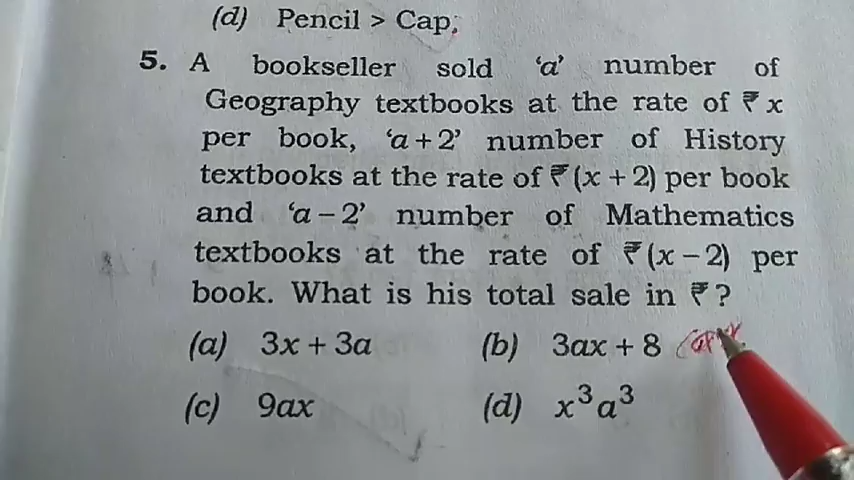 (d) Pencil > Cap,
5. A bookseller sold ‘a’ number of
Geography textbooks at the rate of ₹ x
per book, ‘a + 2’ number of History
textbooks at the rate of ₹ (x + 2) per book
and ‘a – 2’ number of Mathematics
textbooks at the rate of ₹ (x – 2) per
book. What is his total sale in ₹ ?
(a) 3x + 3a (b) 3ax + 8
(c) 9ax (d) x³a³